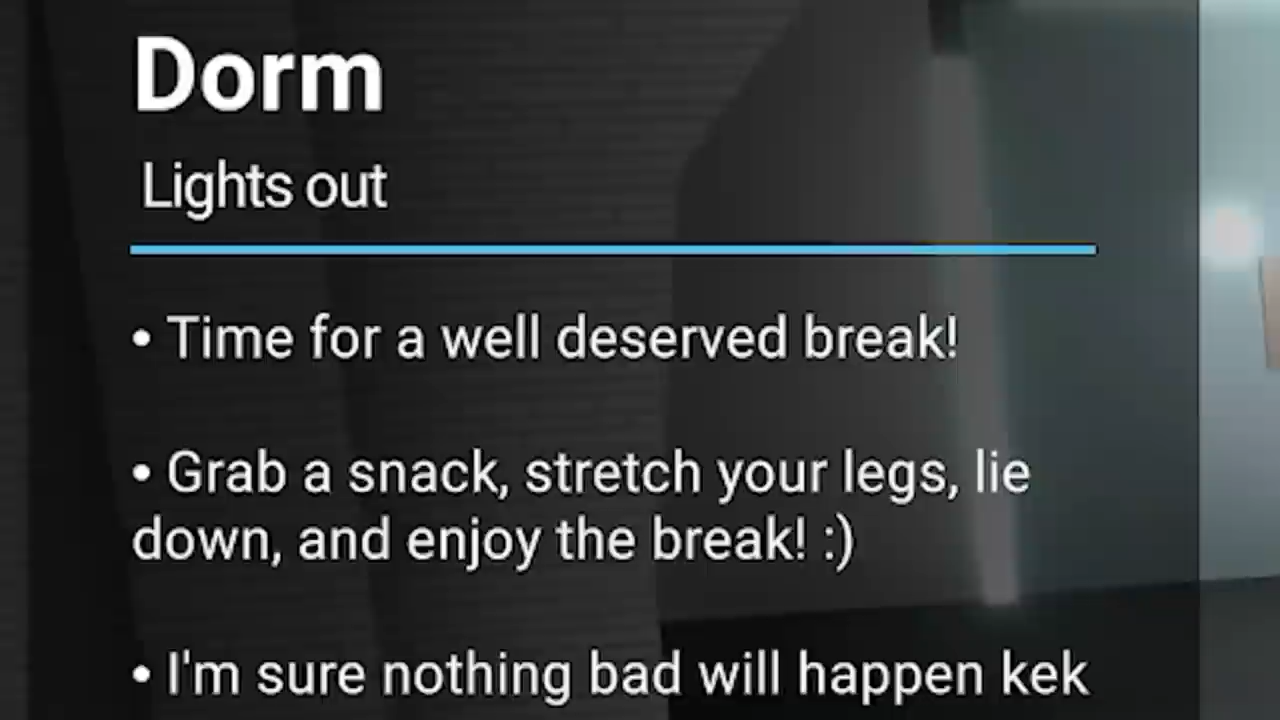 Dorm
Lights out
• Time for a well deserved break!
• Grab a snack, stretch your legs, lie
down, and enjoy the break! :)
• I'm sure nothing bad will happen kek